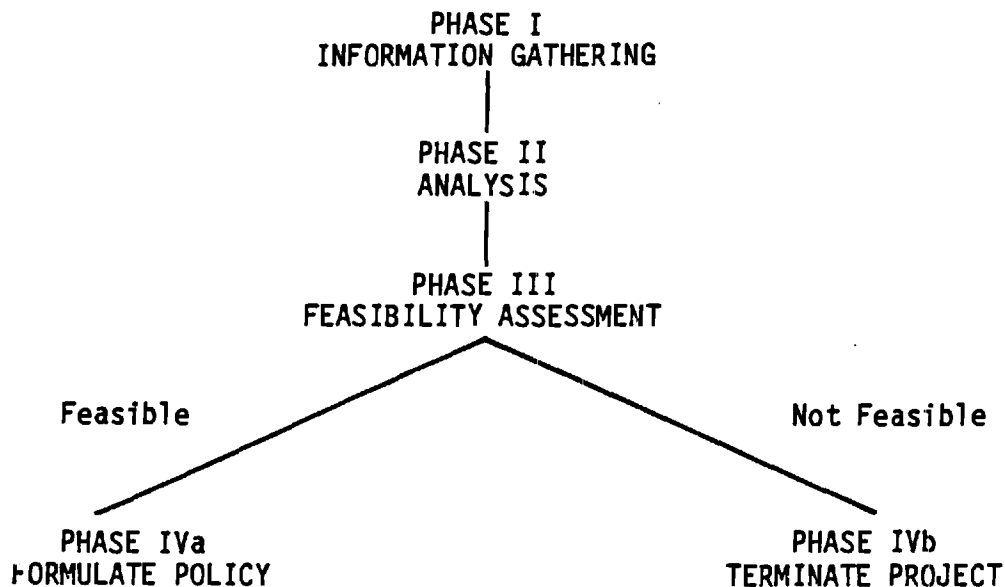 PHASE I
INFORMATION GATHERING
PHASE II
ANALYSIS
PHASE III
FEASIBILITY ASSESSMENT
Feasible
Not Feasible
PHASE IVa
FORMULATE POLICY
PHASE IVb
TERMINATE PROJECT